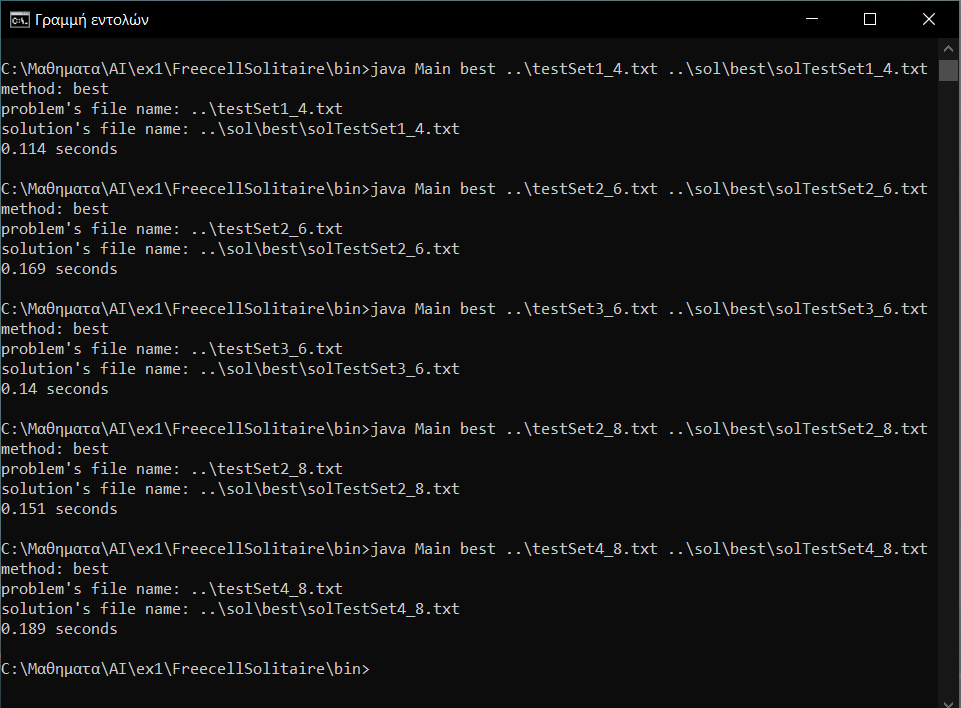 Γραμμή εντολών
C:\Μαθηματα\AI\ex1\FreecellSolitaire\bin>java Main best ..\testSet1_4.txt ..\sol\best\solTestSet1_4.txt
method: best
problem's file name: ..\testSet1_4.txt
solution's file name: ..\sol\best\solTestSet1_4.txt
0.114 seconds
C:\Μαθηματα\AI\ex1\FreecellSolitaire\bin>java Main best ..\testSet2_6.txt ..\sol\best\solTestSet2_6.txt
method: best
problem's file name: ..\testSet2_6.txt
solution's file name: ..\sol\best\solTestSet2_6.txt
0.169 seconds
C:\Μαθηματα\AI\ex1\FreecellSolitaire\bin>java Main best ..\testSet3_6.txt ..\sol\best\solTestSet3_6.txt
method: best
problem's file name: ..\testSet3_6.txt
solution's file name: ..\sol\best\solTestSet3_6.txt
0.14 seconds
C:\Μαθηματα\AI\ex1\FreecellSolitaire\bin>java Main best ..\testSet2_8.txt ..\sol\best\solTestSet2_8.txt
method: best
problem's file name: ..\testSet2_8.txt
solution's file name: ..\sol\best\solTestSet2_8.txt
0.151 seconds
C:\Μαθηματα\AI\ex1\FreecellSolitaire\bin>java Main best ..\testSet4_8.txt ..\sol\best\solTestSet4_8.txt
method: best
problem's file name: ..\testSet4_8.txt
solution's file name: ..\sol\best\solTestSet4_8.txt
0.189 seconds
C:\Μαθηματα\AI\ex1\FreecellSolitaire\bin>